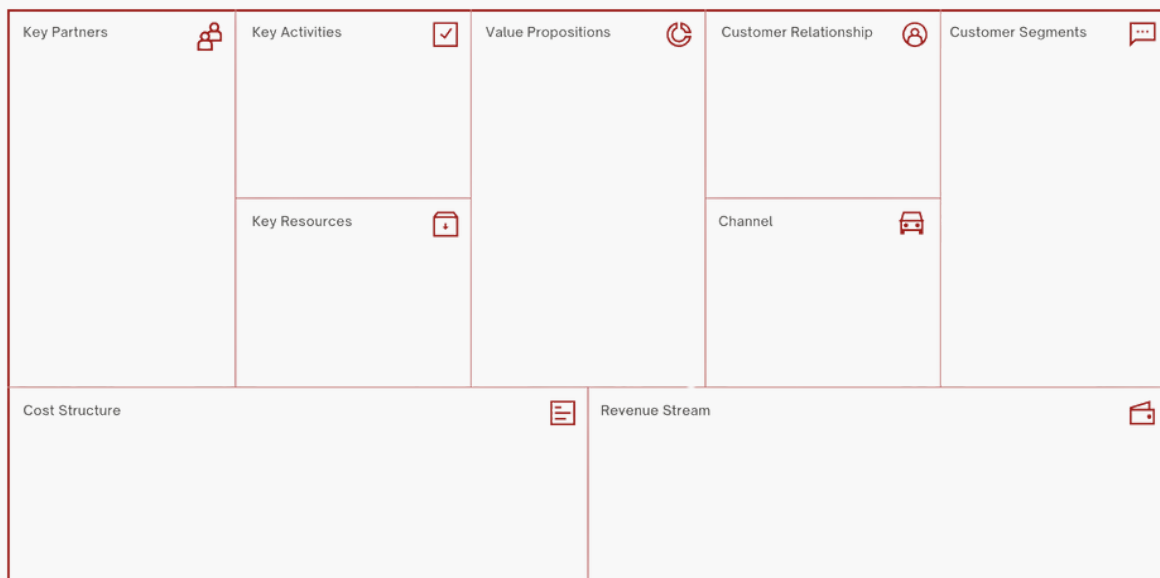 Key Partners
Key Activities
Value Propositions
Customer Relationship
Customer Segments
Key Resources
Channel
Cost Structure
Revenue Stream